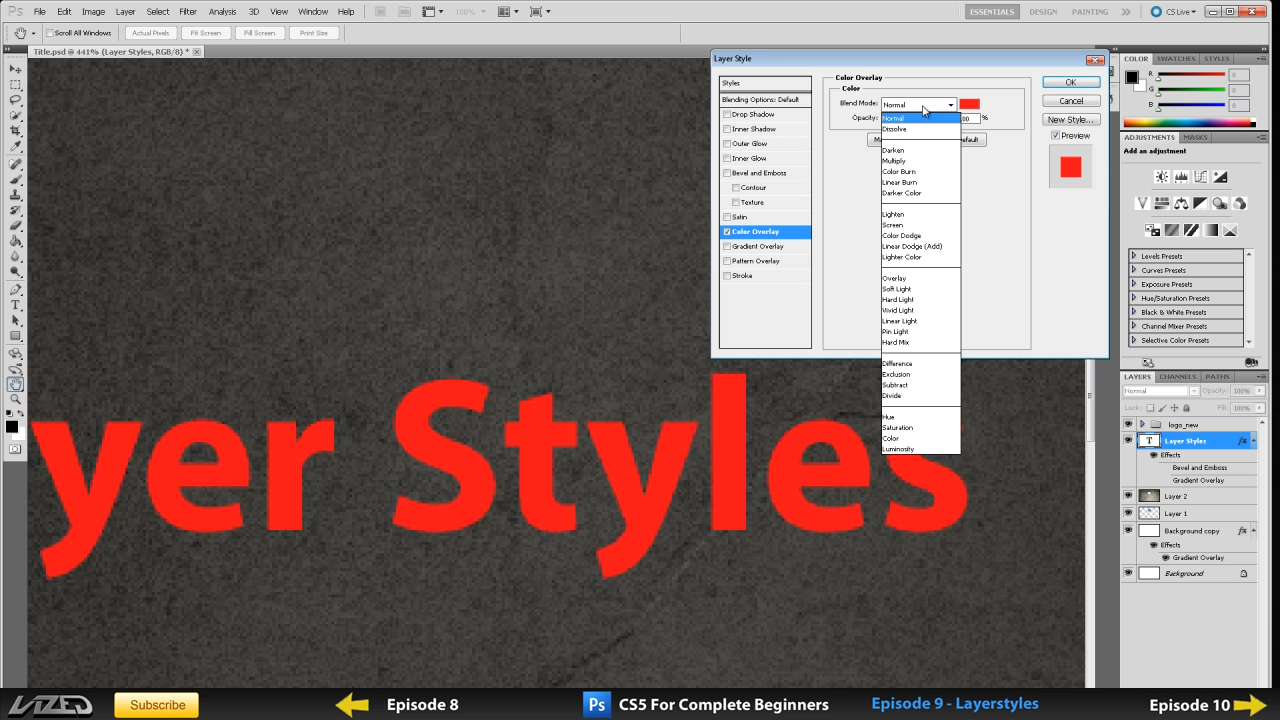 Ps File Edit Image Layer Select Filter Analysis 3D View Window Help 100% ESSENTIALS DESIGN PAINTING CS Live
Scroll All Windows Actual Pixels Fit Screen Fill Screen Print Size
Title.psd @ 441% (Layer Styles, RGB/8) *
Layer Style
Styles
Blending Options: Default
Drop Shadow
Inner Shadow
Outer Glow
Inner Glow
Bevel and Emboss
Contour
Texture
Satin
Color Overlay
Gradient Overlay
Pattern Overlay
Stroke
Color Overlay
Color
Blend Mode: Normal
Opacity: %
Normal
Dissolve
Darken
Multiply
Color Burn
Linear Burn
Darker Color
Lighten
Screen
Color Dodge
Linear Dodge (Add)
Lighter Color
Overlay
Soft Light
Hard Light
Vivid Light
Linear Light
Pin Light
Hard Mix
Difference
Exclusion
Subtract
Divide
Hue
Saturation
Color
Luminosity
OK
Cancel
New Style...
Preview
COLOR SWATCHES STYLES
R 0
G 0
B 0
ADJUSTMENTS MASKS
Add an adjustment
Levels Presets
Curves Presets
Exposure Presets
Hue/Saturation Presets
Black & White Presets
Channel Mixer Presets
Selective Color Presets
LAYERS CHANNELS PATHS
Normal Opacity: 100%
Lock: Fill: 100%
logo_new
T Layer Styles fx
Effects
Bevel and Emboss
Gradient Overlay
Layer 2
Layer 1
Background copy fx
Effects
Gradient Overlay
Background
yer Styles
VIZED Subscribe Episode 8 Ps CS5 For Complete Beginners Episode 9 - Layerstyles Episode 10